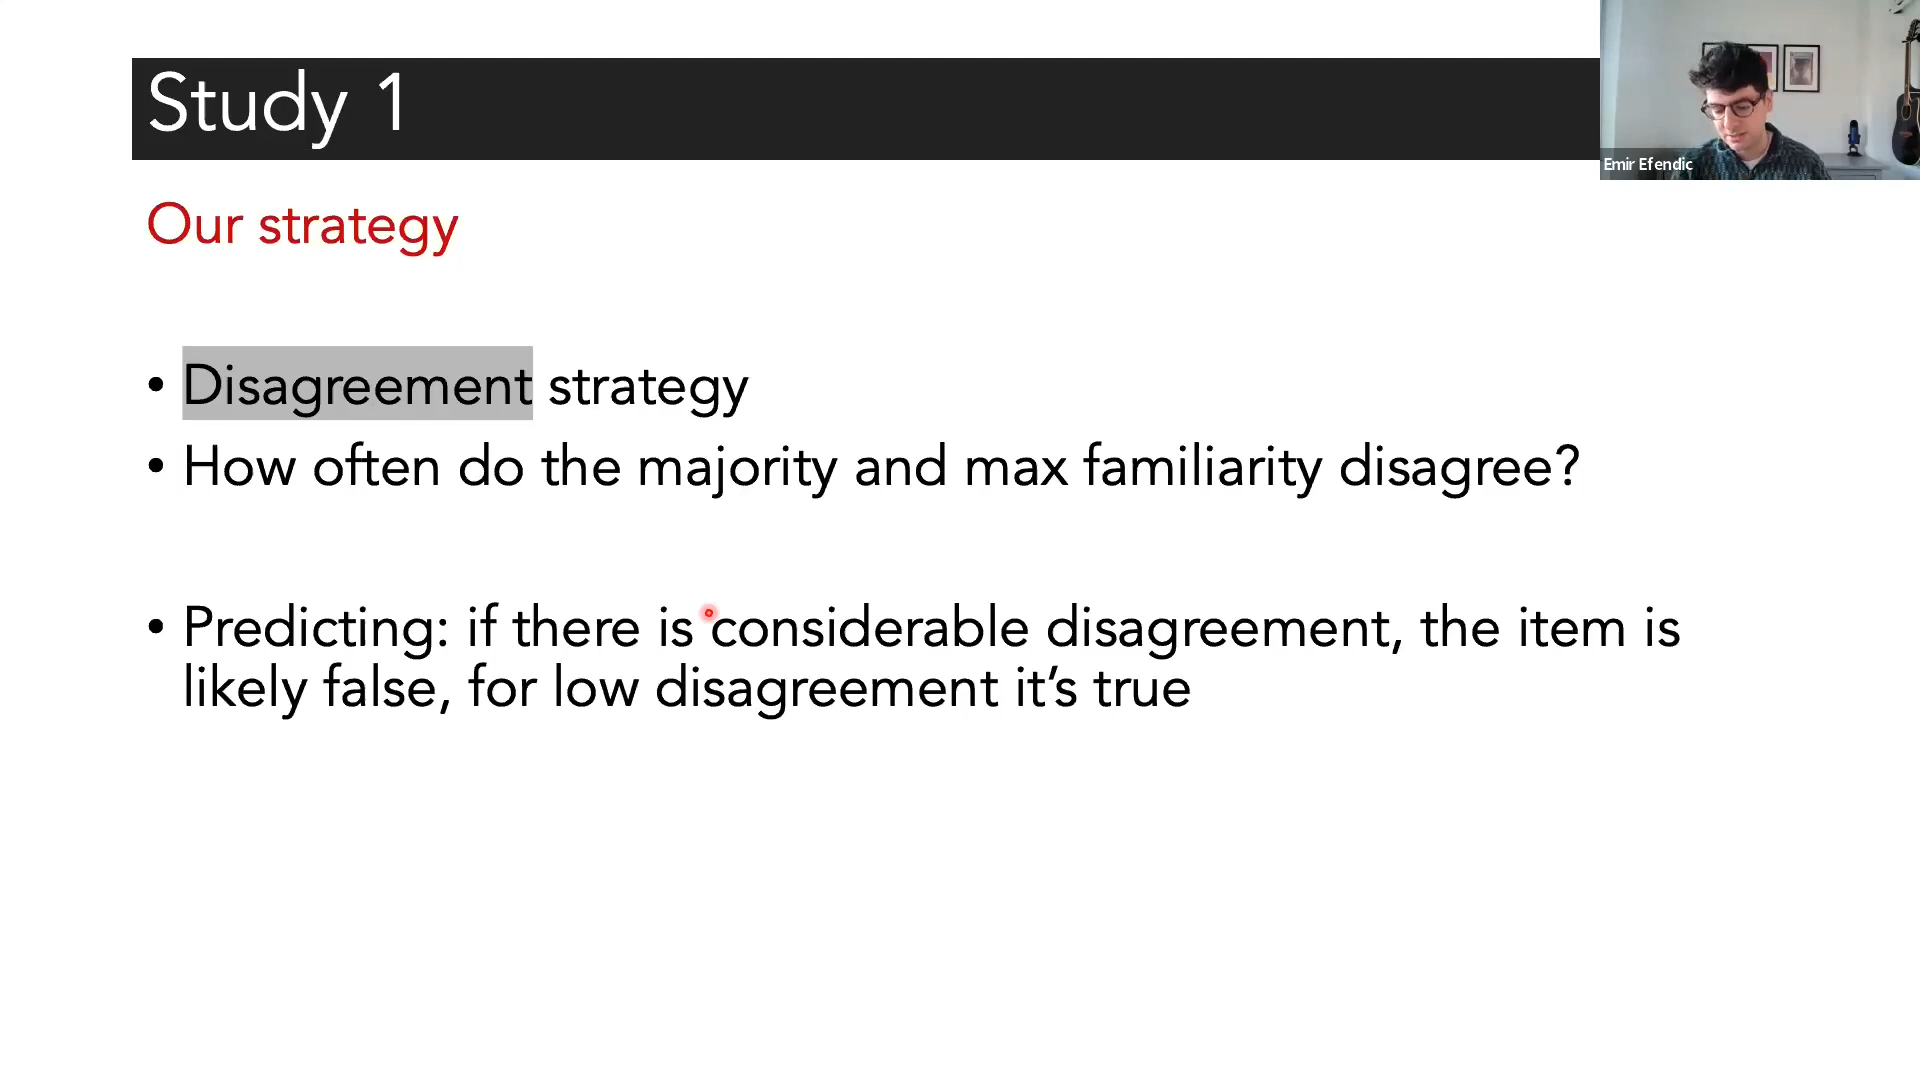 Study 1
Emir Efendic
Our strategy
• Disagreement strategy
• How often do the majority and max familiarity disagree?
• Predicting: if there is considerable disagreement, the item is
likely false, for low disagreement it’s true